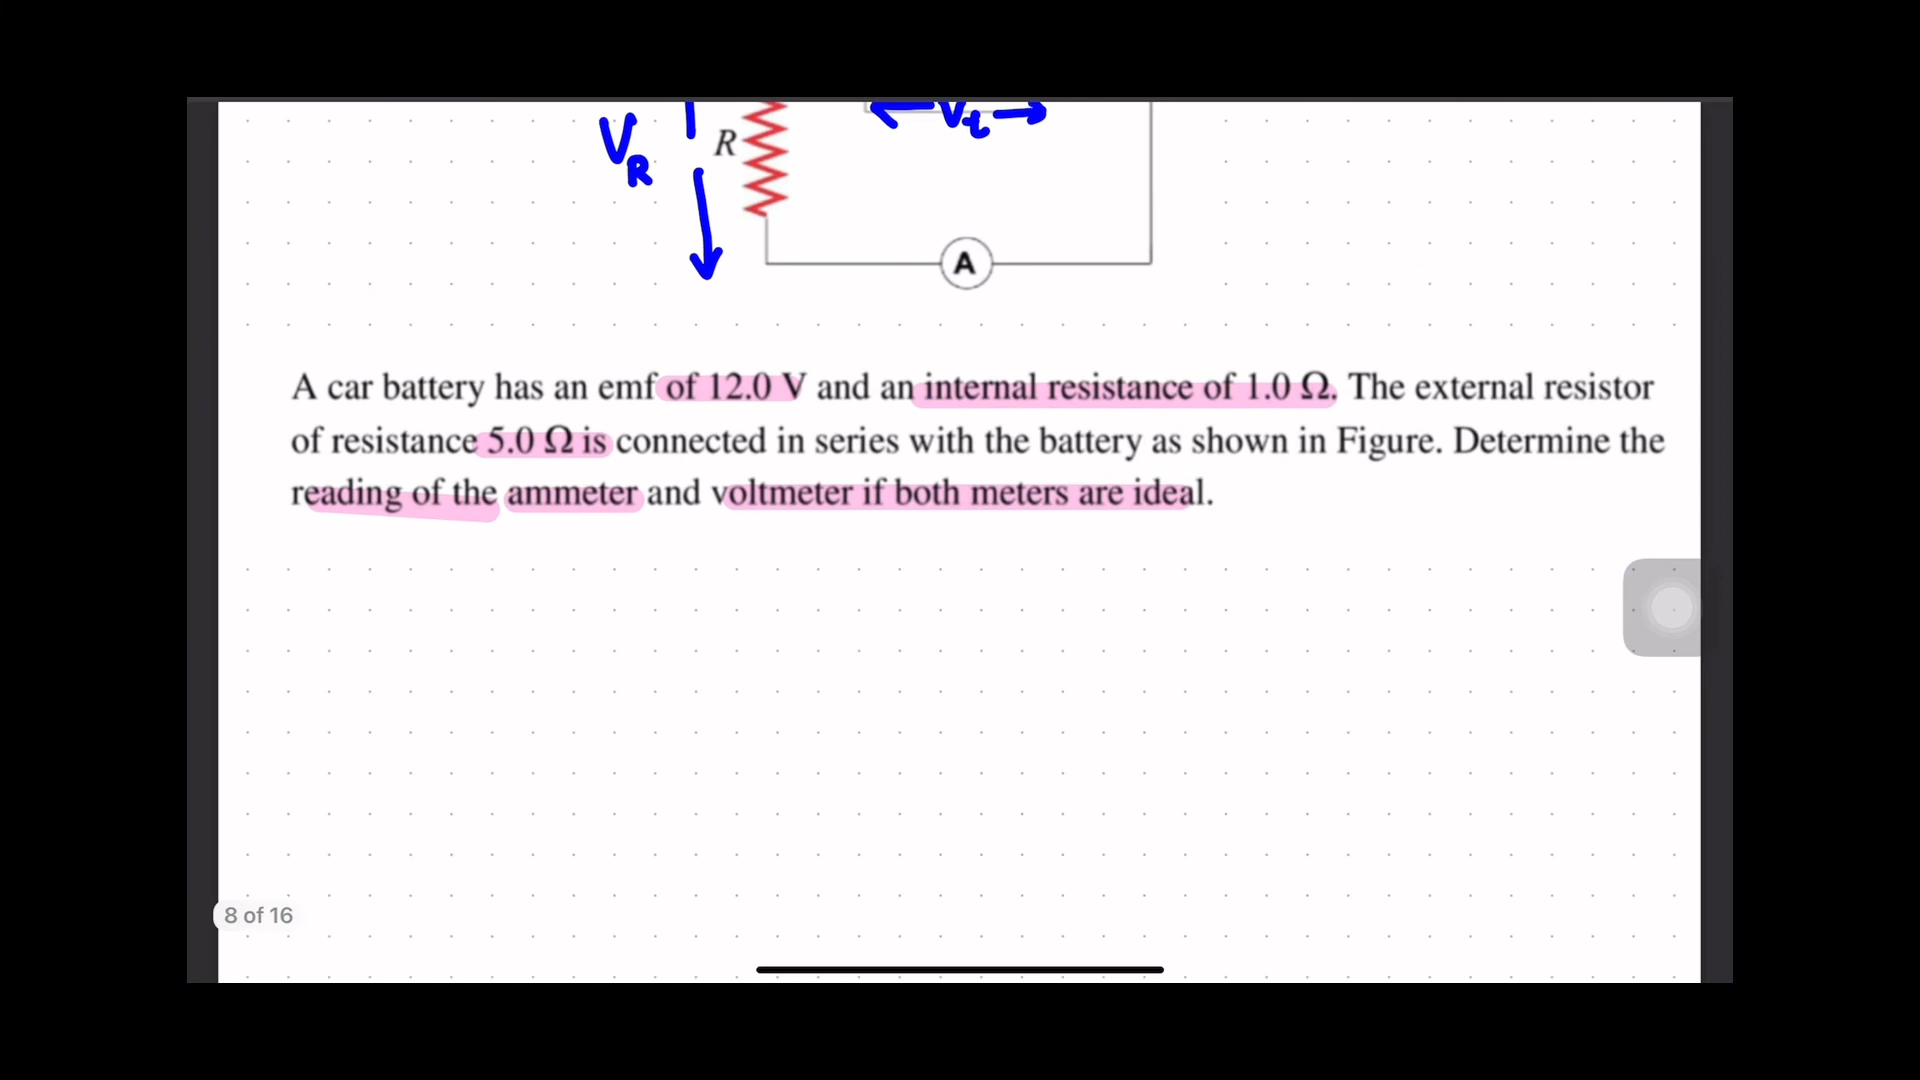 V_t
V_R
R
A
A car battery has an emf of 12.0 V and an internal resistance of 1.0 Ω. The external resistor
of resistance 5.0 Ω is connected in series with the battery as shown in Figure. Determine the
reading of the ammeter and voltmeter if both meters are ideal.
8 of 16